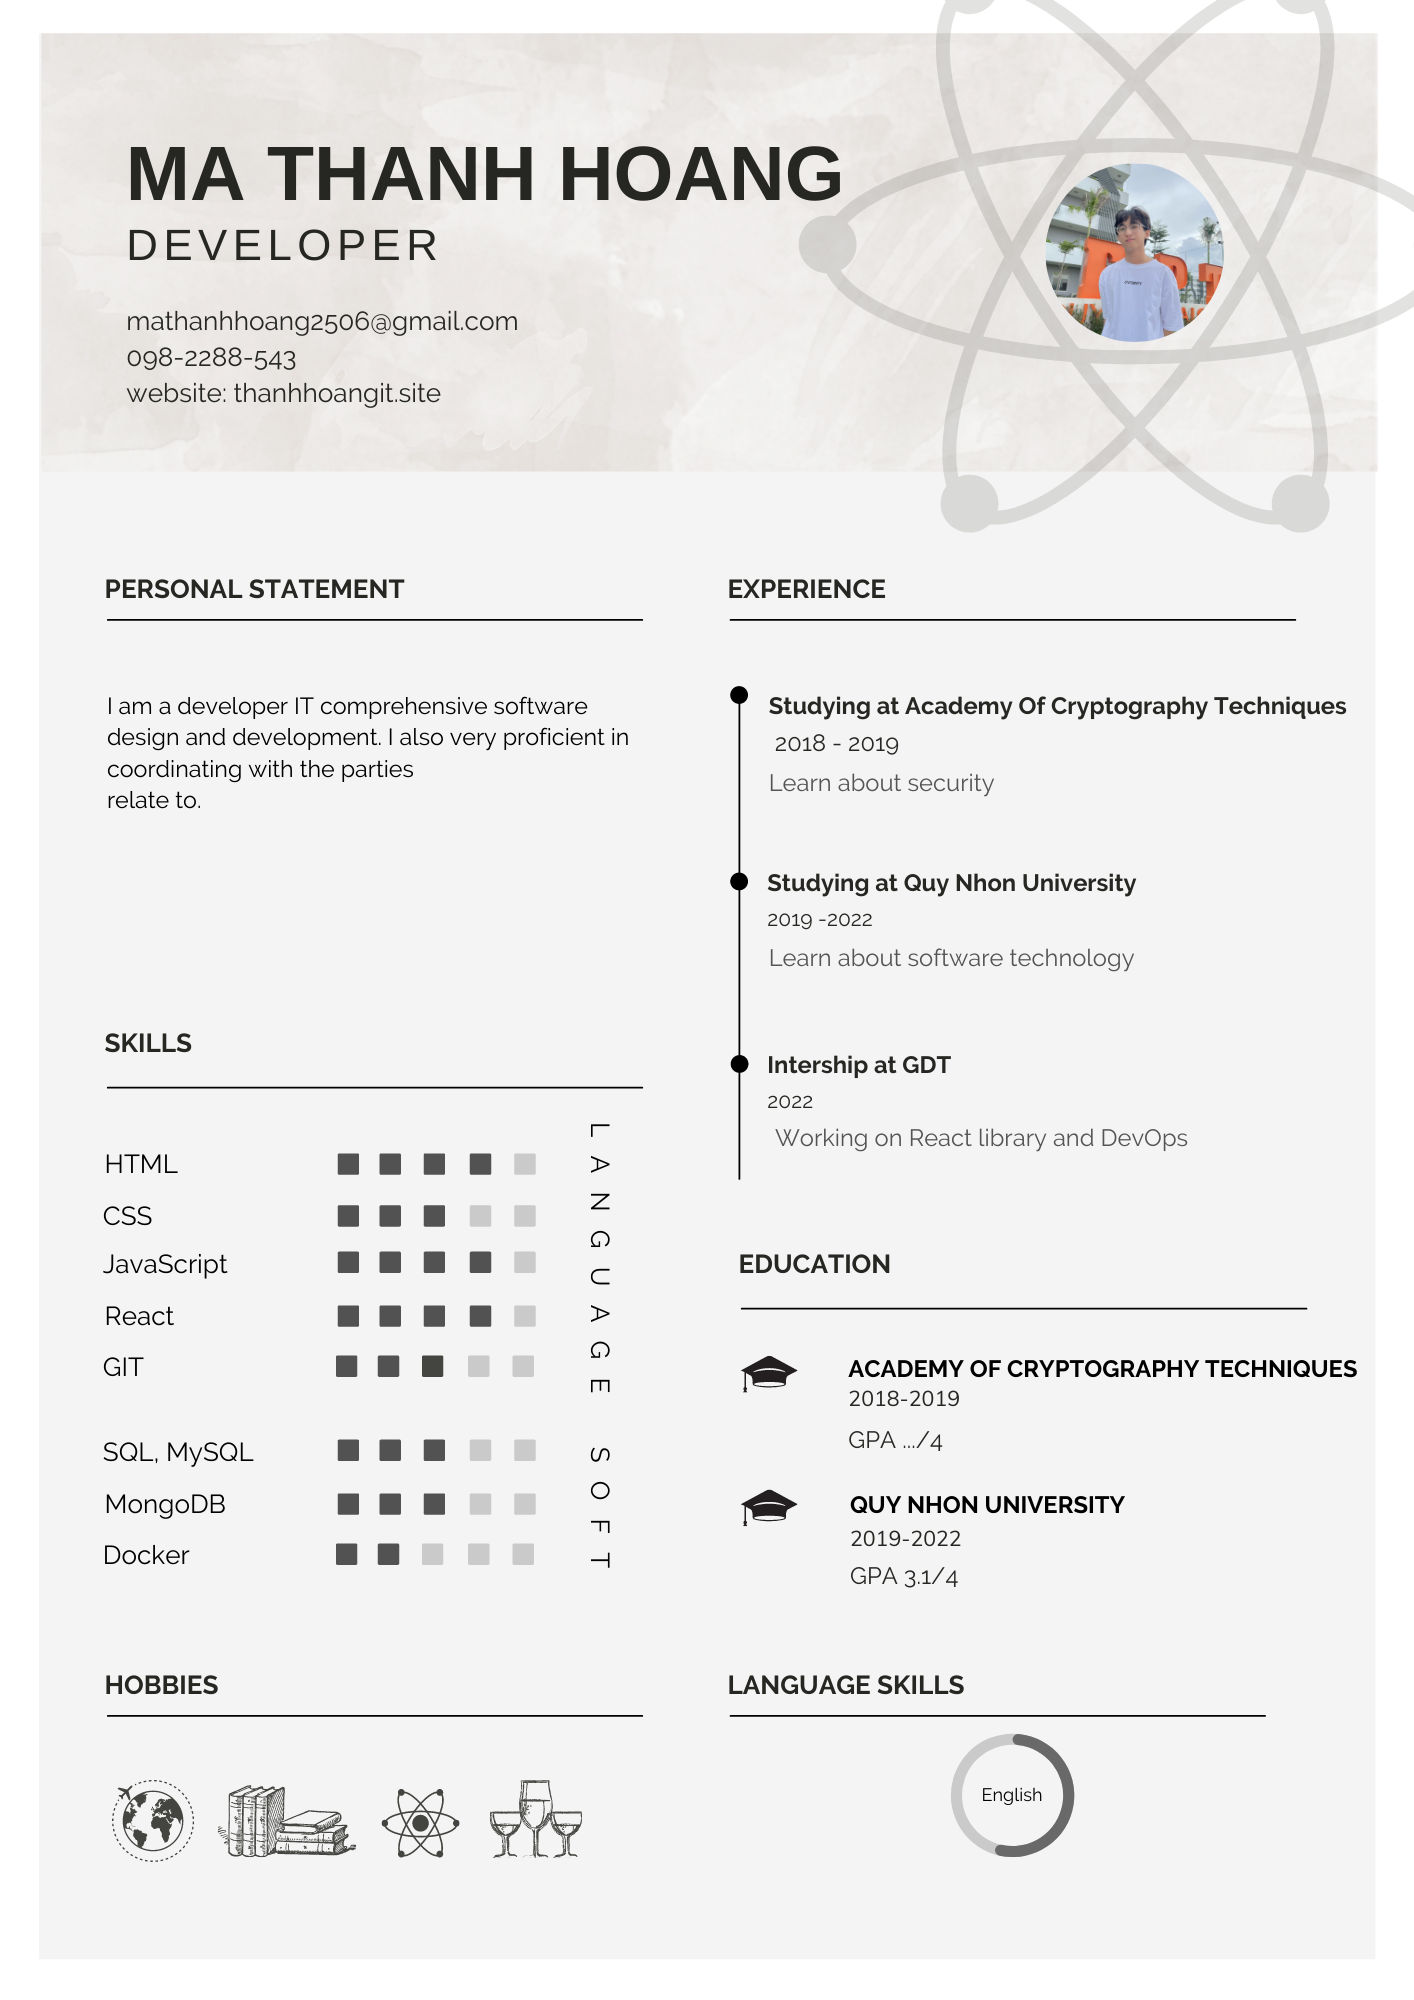 MA THANH HOANG
DEVELOPER
mathanhhoang2506@gmail.com
098-2288-543
website: thanhhoangit.site
PERSONAL STATEMENT
I am a developer IT comprehensive software
design and development. I also very proficient in
coordinating with the parties
relate to.
SKILLS
HTML
CSS
JavaScript
React
GIT
SQL, MySQL
MongoDB
Docker
LANGUAGE SOFT
HOBBIES
EXPERIENCE
Studying at Academy Of Cryptography Techniques
2018 - 2019
Learn about security
Studying at Quy Nhon University
2019 -2022
Learn about software technology
Intership at GDT
2022
Working on React library and DevOps
EDUCATION
ACADEMY OF CRYPTOGRAPHY TECHNIQUES
2018-2019
GPA .../4
QUY NHON UNIVERSITY
2019-2022
GPA 3.1/4
LANGUAGE SKILLS
English